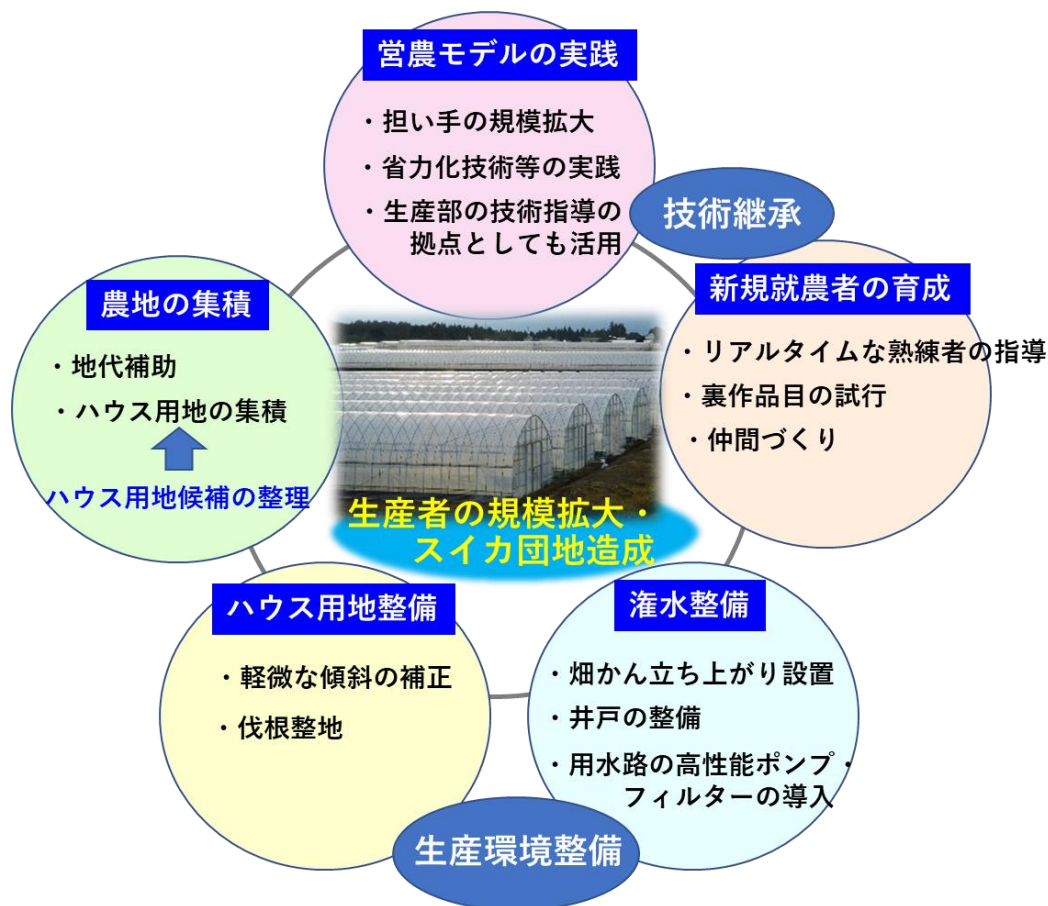 営農モデルの実践
・担い手の規模拡大
・省力化技術等の実践
・生産部の技術指導の
拠点としても活用
技術継承
新規就農者の育成
・リアルタイムな熟練者の指導
・裏作品目の試行
・仲間づくり
農地の集積
・地代補助
・ハウス用地の集積
ハウス用地候補の整理
生産者の規模拡大・
スイカ団地造成
ハウス用地整備
・軽微な傾斜の補正
・伐根整地
潅水整備
・畑かん立ち上がり設置
・井戸の整備
・用水路の高性能ポンプ・
フィルターの導入
生産環境整備